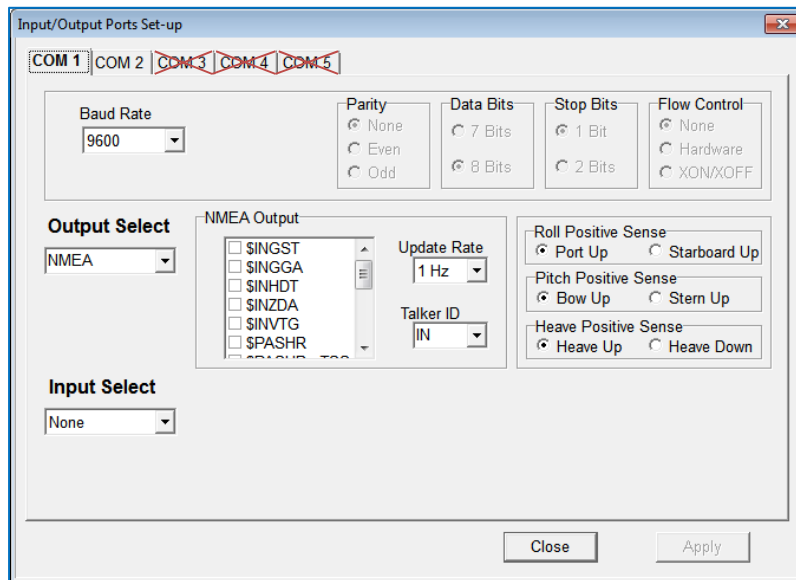 Input/Output Ports Set-up
COM 1 COM 2 COM 3 COM 4 COM 5
Baud Rate
9600
Parity
None
Even
Odd
Data Bits
7 Bits
8 Bits
Stop Bits
1 Bit
2 Bits
Flow Control
None
Hardware
XON/XOFF
Output Select
NMEA
NMEA Output
$INGST
$INGGA
$INHDT
$INZDA
$INVTG
$PASHR
Update Rate
1 Hz
Talker ID
IN
Roll Positive Sense
Port Up Starboard Up
Pitch Positive Sense
Bow Up Stern Up
Heave Positive Sense
Heave Up Heave Down
Input Select
None
Close Apply